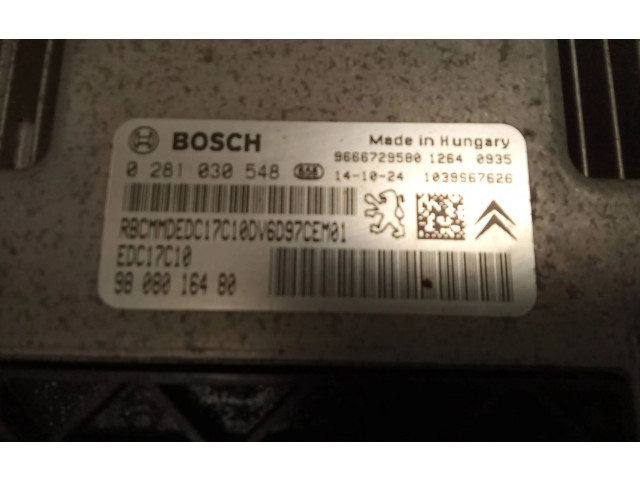 BOSCH
Made in Hungary
9666729580 1264 0935
0 281 030 548
14-10-24 1039S67626
RBCMMDEDC17C10DV6D97CEM01
EDC17C10
98 080 164 80